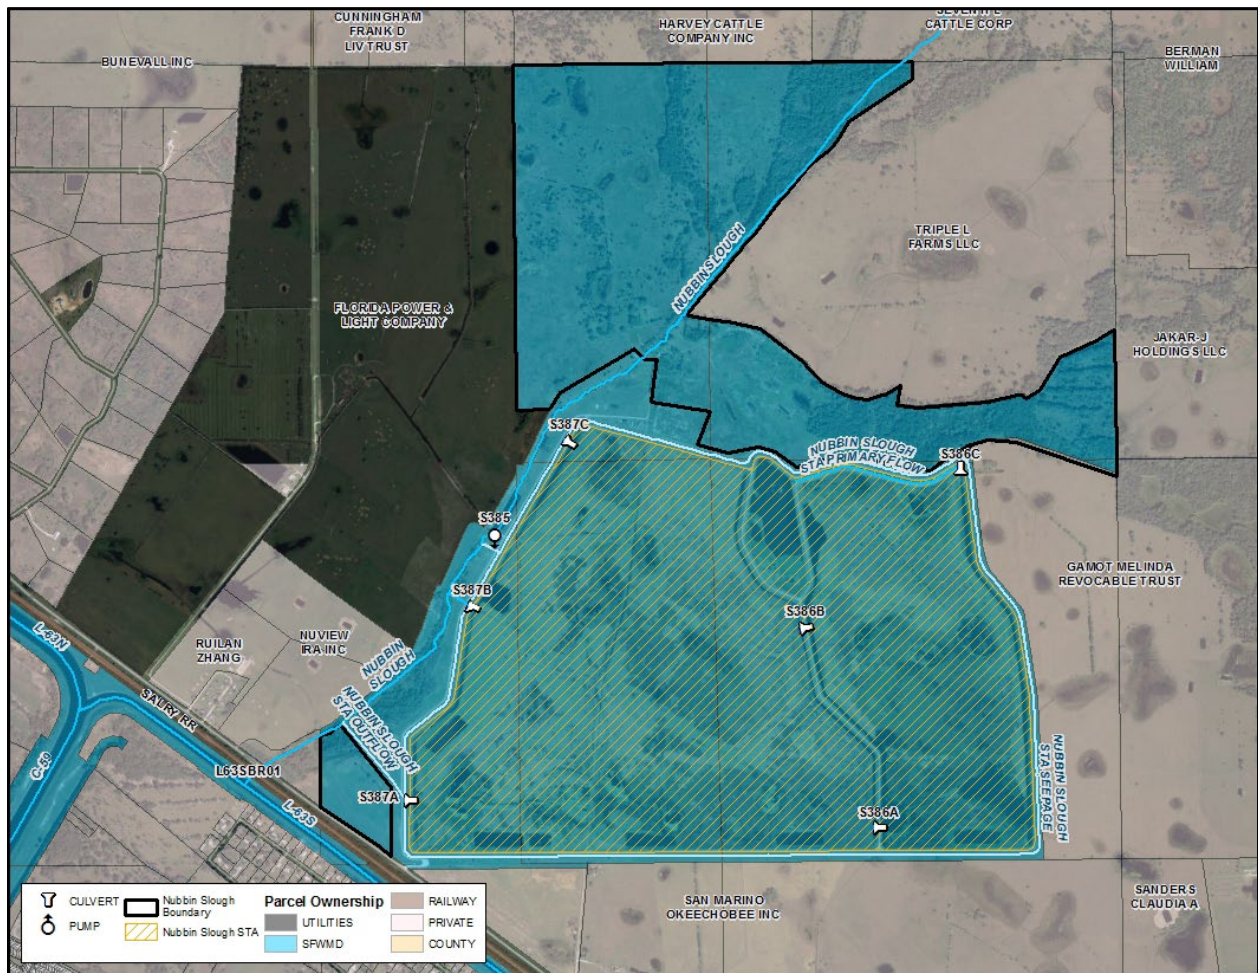 CUNNINGHAM
FRANK D
LIV TRUST
HARVEY CATTLE
COMPANY INC
CATTLE CORP
BUNEVALL INC
BERMAN
WILLIAM
NUBBIN SLOUGH
TRIPLE L
FARMS LLC
FLORIDA POWER &
LIGHT COMPANY
JAKAR-J
HOLDINGS LLC
S387C
NUBBIN SLOUGH
STA PRIMARY FLOW
S386C
S385
GAMOT MELINDA
REVOCABLE TRUST
S387B
S386B
RUILAN
ZHANG
NUVIEW
IRA INC
NUBBIN
SLOUGH
L-63N
SALRY RR
NUBBIN SLOUGH
STA OUTFLOW
C-59
L63SBR01
L-63S
S387A
S386A
NUBBIN SLOUGH
STA SEEPAGE
SAN MARINO
OKEECHOBEE INC
SANDERS
CLAUDIA A
CULVERT
PUMP
Nubbin Slough
Boundary
Nubbin Slough STA
Parcel Ownership
UTILITIES
SFWMD
RAILWAY
PRIVATE
COUNTY